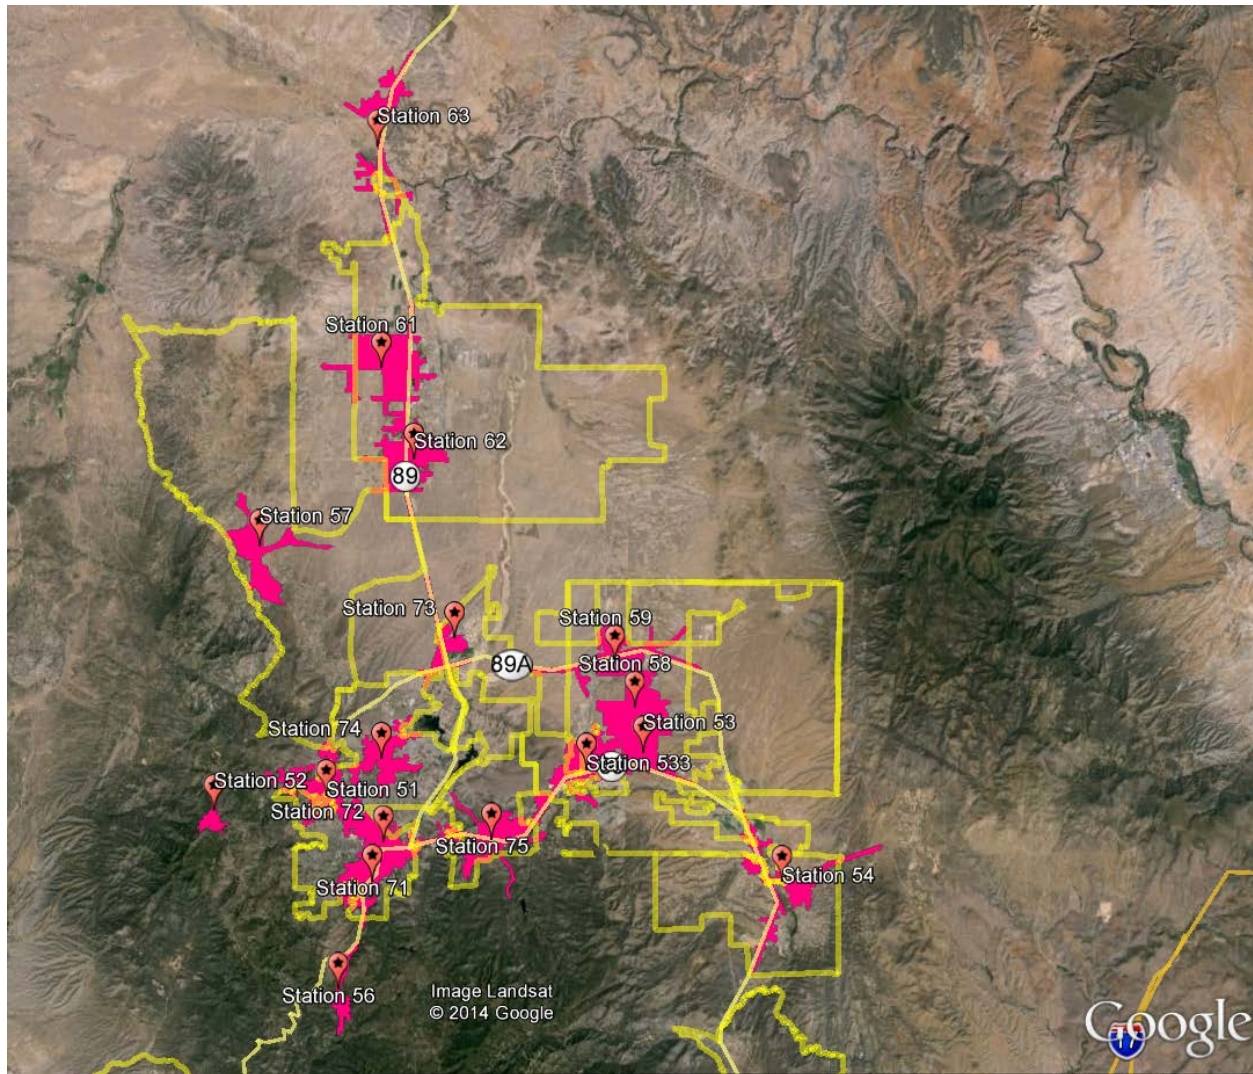 Station 63
Station 61
Station 62
89
Station 57
Station 73
Station 59
89A
Station 58
Station 53
Station 74
Station 533
Station 52
Station 51
Station 72
Station 75
Station 54
Station 71
Station 56
Image Landsat
© 2014 Google
Google
17